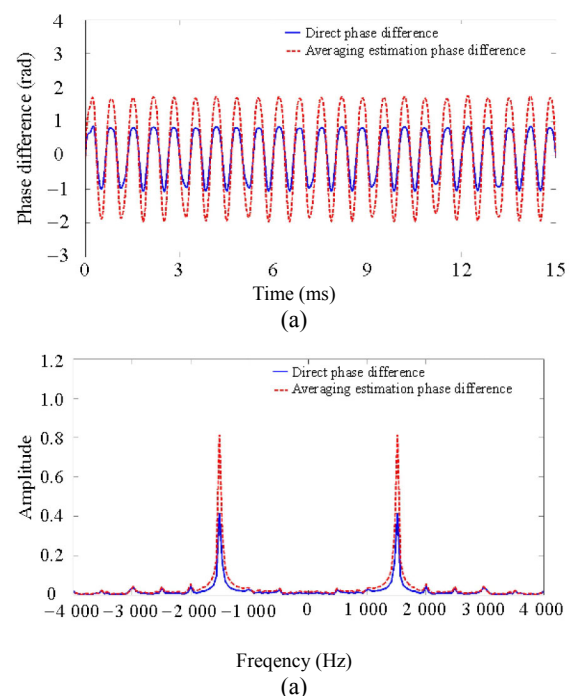 4
3
2
1
0
−1
−2
−3
Phase difference (rad)
Direct phase difference
Averaging estimation phase difference
0 3 6 9 12 15
Time (ms)
(a)
1.2
1.0
0.8
0.6
0.4
0.2
0
Amplitude
Direct phase difference
Averaging estimation phase difference
−4 000 −3 000 −2 000 −1 000 0 1 000 2 000 3 000 4 000
Freqency (Hz)
(a)